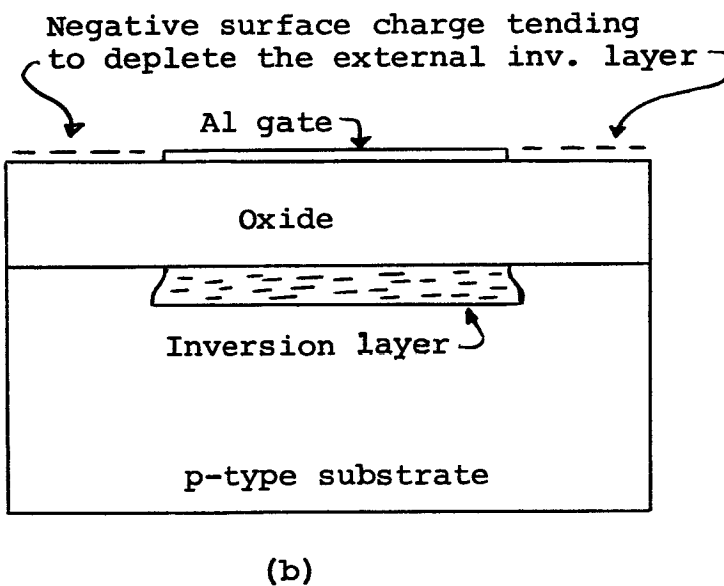 Negative surface charge tending
to deplete the external inv. layer
Al gate
Oxide
Inversion layer
p-type substrate
(b)